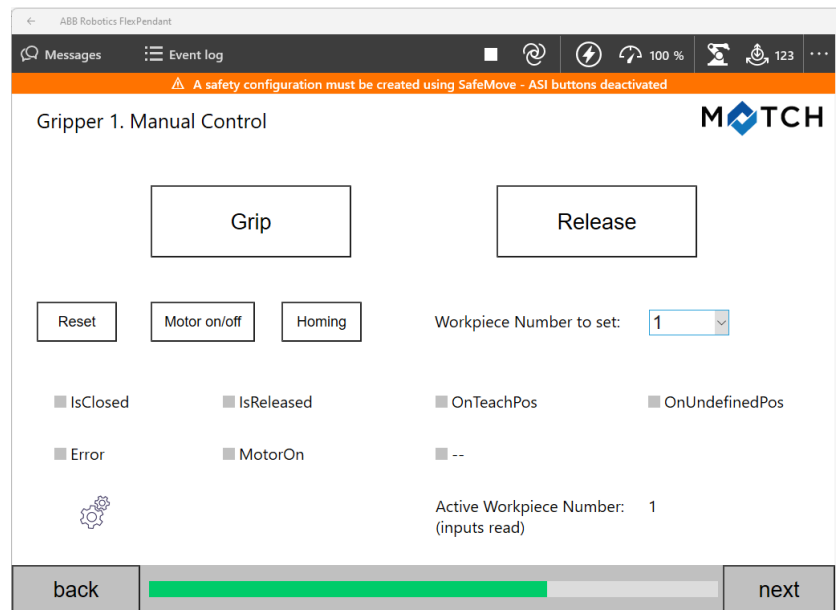 ABB Robotics FlexPendant
Messages Event log 100 % 123 ...
A safety configuration must be created using SafeMove - ASI buttons deactivated
Gripper 1. Manual Control MATCH
Grip Release
Reset Motor on/off Homing Workpiece Number to set: 1
IsClosed IsReleased OnTeachPos OnUndefinedPos
Error MotorOn --
Active Workpiece Number: 1
(inputs read)
back next